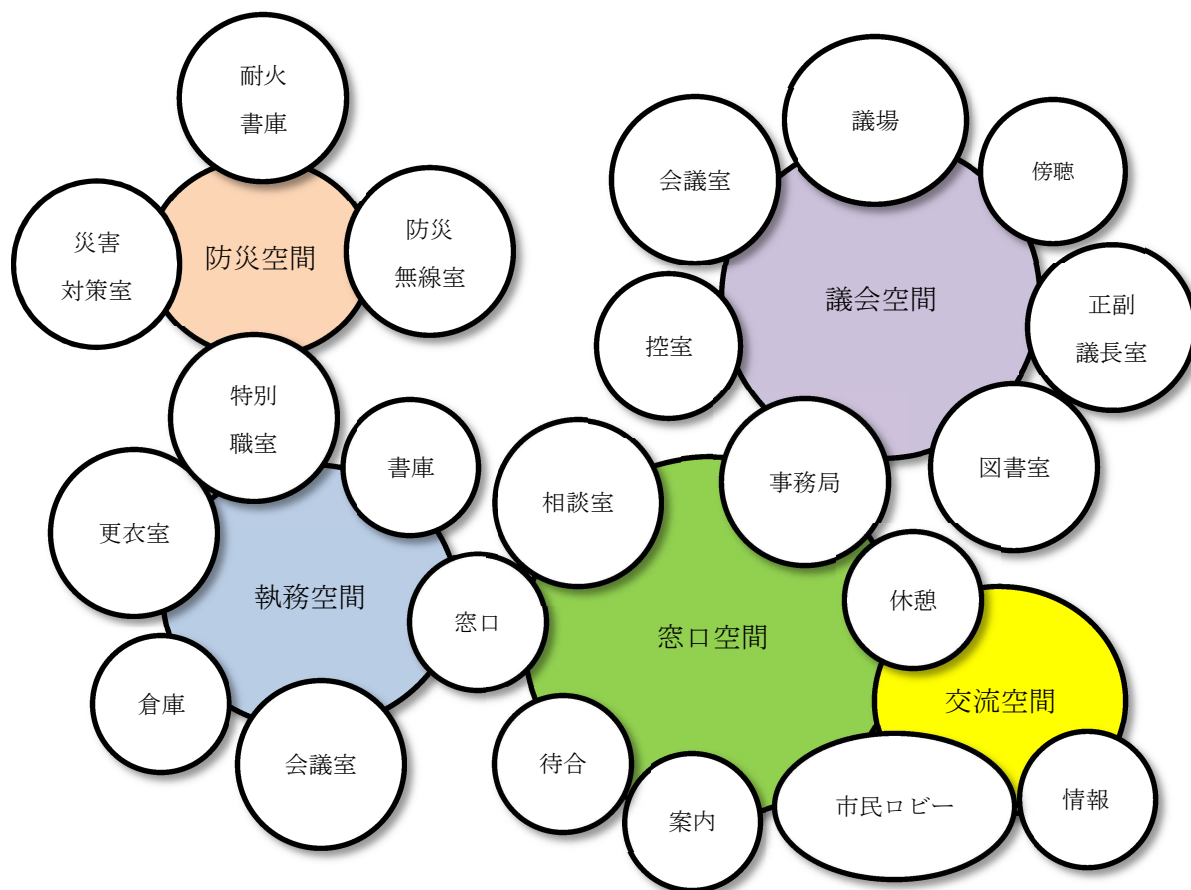 耐火
書庫
災害
対策室
防災空間
防災
無線室
特別
職室
議場
会議室
傍聴
議会空間
控室
正副
議長室
事務局
図書室
書庫
更衣室
執務空間
窓口
倉庫
会議室
相談室
窓口空間
休憩
待合
案内
交流空間
市民ロビー
情報